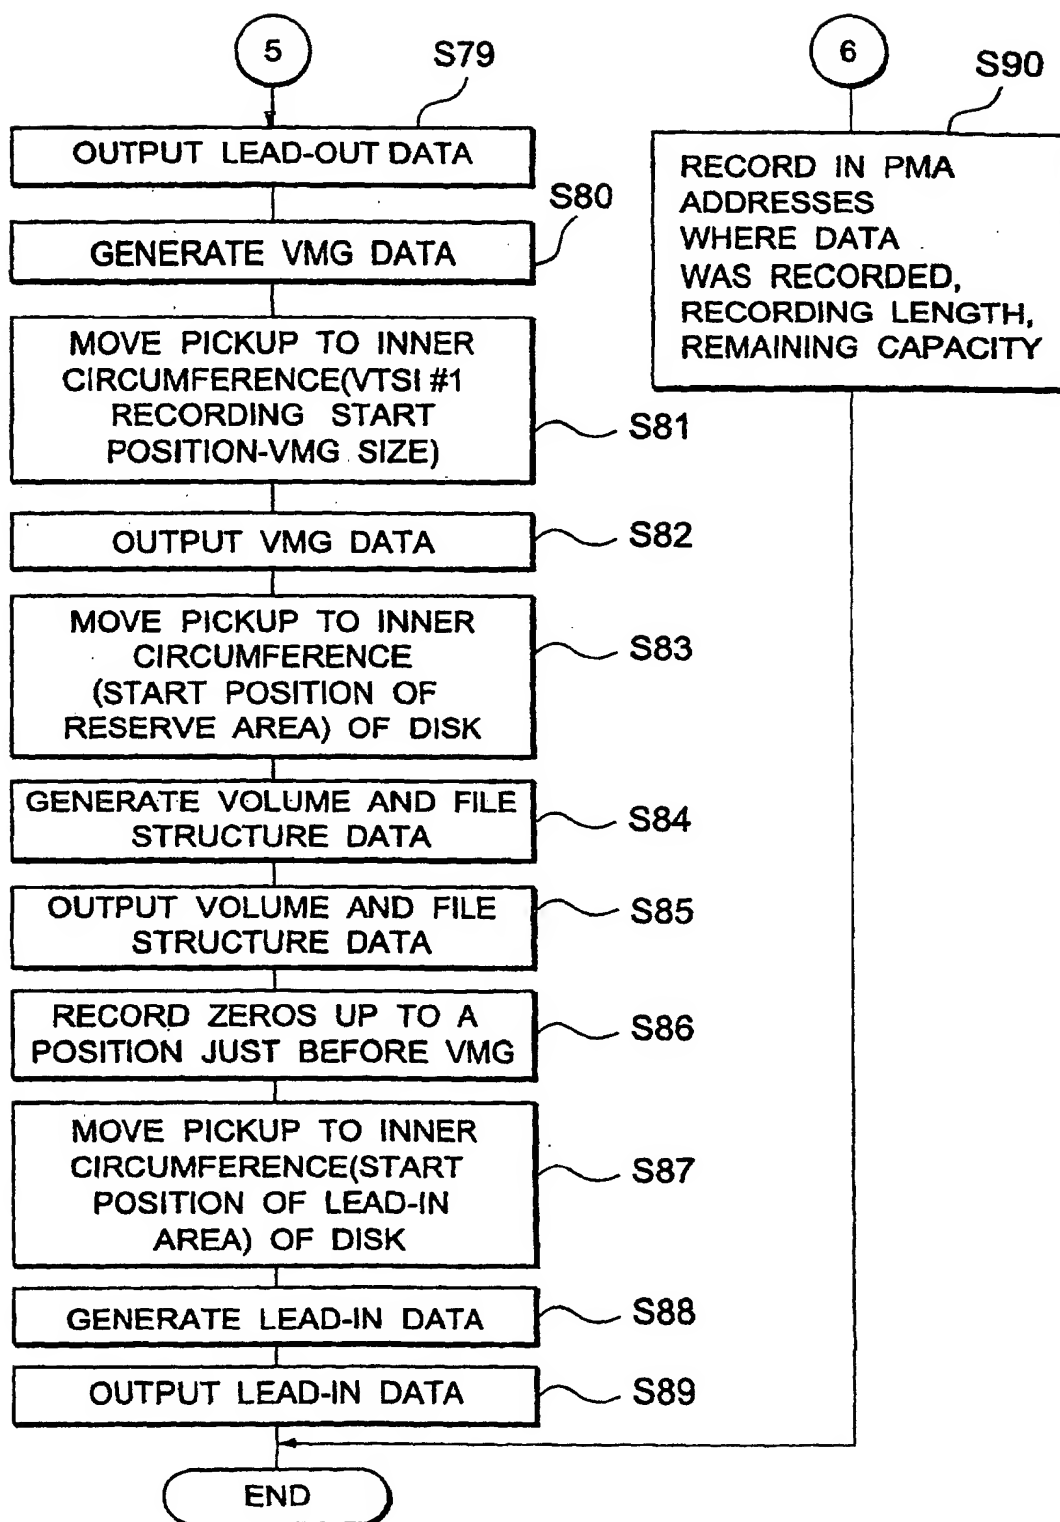 5
S79
OUTPUT LEAD-OUT DATA
S80
GENERATE VMG DATA
MOVE PICKUP TO INNER
CIRCUMFERENCE(VTSI #1
RECORDING START
POSITION-VMG SIZE)
S81
OUTPUT VMG DATA
S82
MOVE PICKUP TO INNER
CIRCUMFERENCE
(START POSITION OF
RESERVE AREA) OF DISK
S83
GENERATE VOLUME AND FILE
STRUCTURE DATA
S84
OUTPUT VOLUME AND FILE
STRUCTURE DATA
S85
RECORD ZEROS UP TO A
POSITION JUST BEFORE VMG
S86
MOVE PICKUP TO INNER
CIRCUMFERENCE(START
POSITION OF LEAD-IN
AREA) OF DISK
S87
GENERATE LEAD-IN DATA
S88
OUTPUT LEAD-IN DATA
S89
END
6
S90
RECORD IN PMA
ADDRESSES
WHERE DATA
WAS RECORDED,
RECORDING LENGTH,
REMAINING CAPACITY